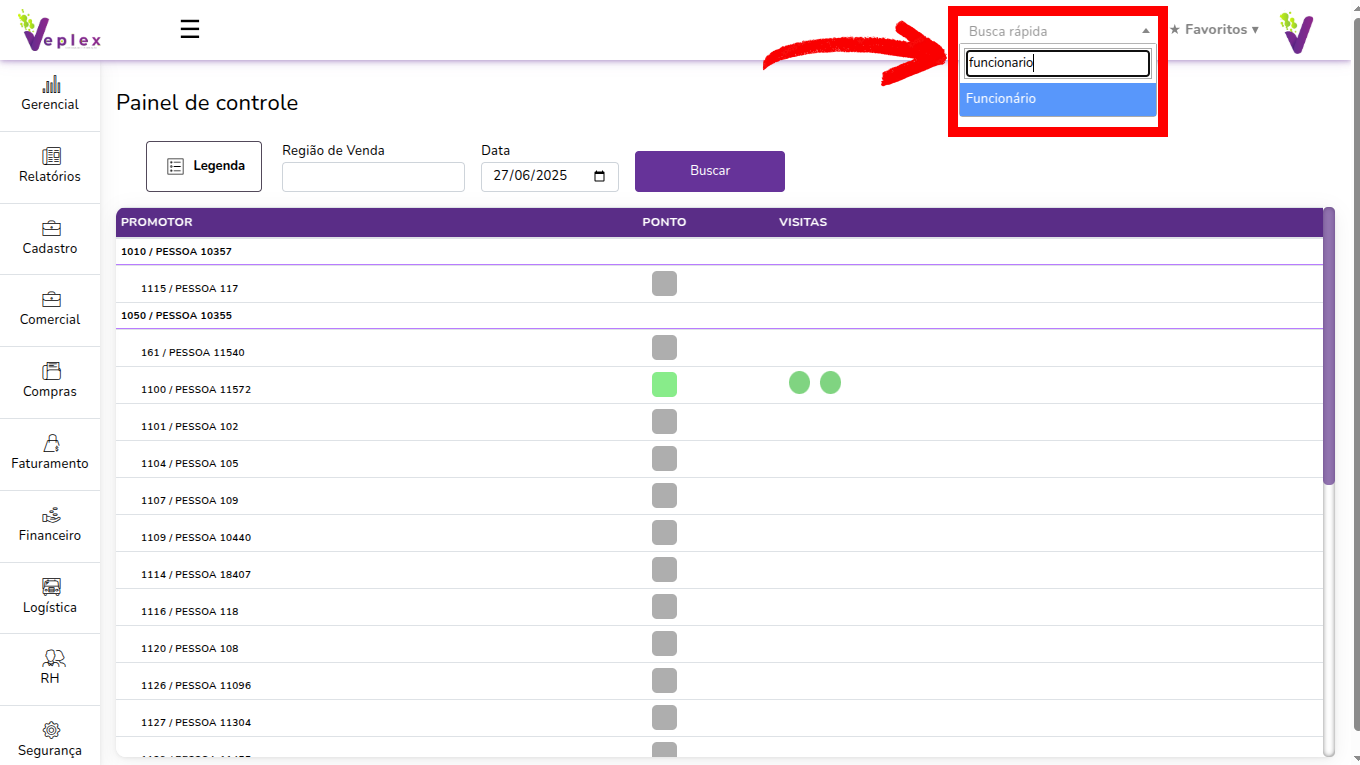 Veplex
☰
Busca rápida
★ Favoritos ▾
funcionario
Funcionário
Gerencial
Relatórios
Cadastro
Comercial
Compras
Faturamento
Financeiro
Logística
RH
Segurança
Painel de controle
Legenda
Região de Venda
Data
27/06/2025
Buscar
PROMOTOR PONTO VISITAS
1010 / PESSOA 10357
1115 / PESSOA 117
1050 / PESSOA 10355
161 / PESSOA 11540
1100 / PESSOA 11572
1101 / PESSOA 102
1104 / PESSOA 105
1107 / PESSOA 109
1109 / PESSOA 10440
1114 / PESSOA 18407
1116 / PESSOA 118
1120 / PESSOA 108
1126 / PESSOA 11096
1127 / PESSOA 11304